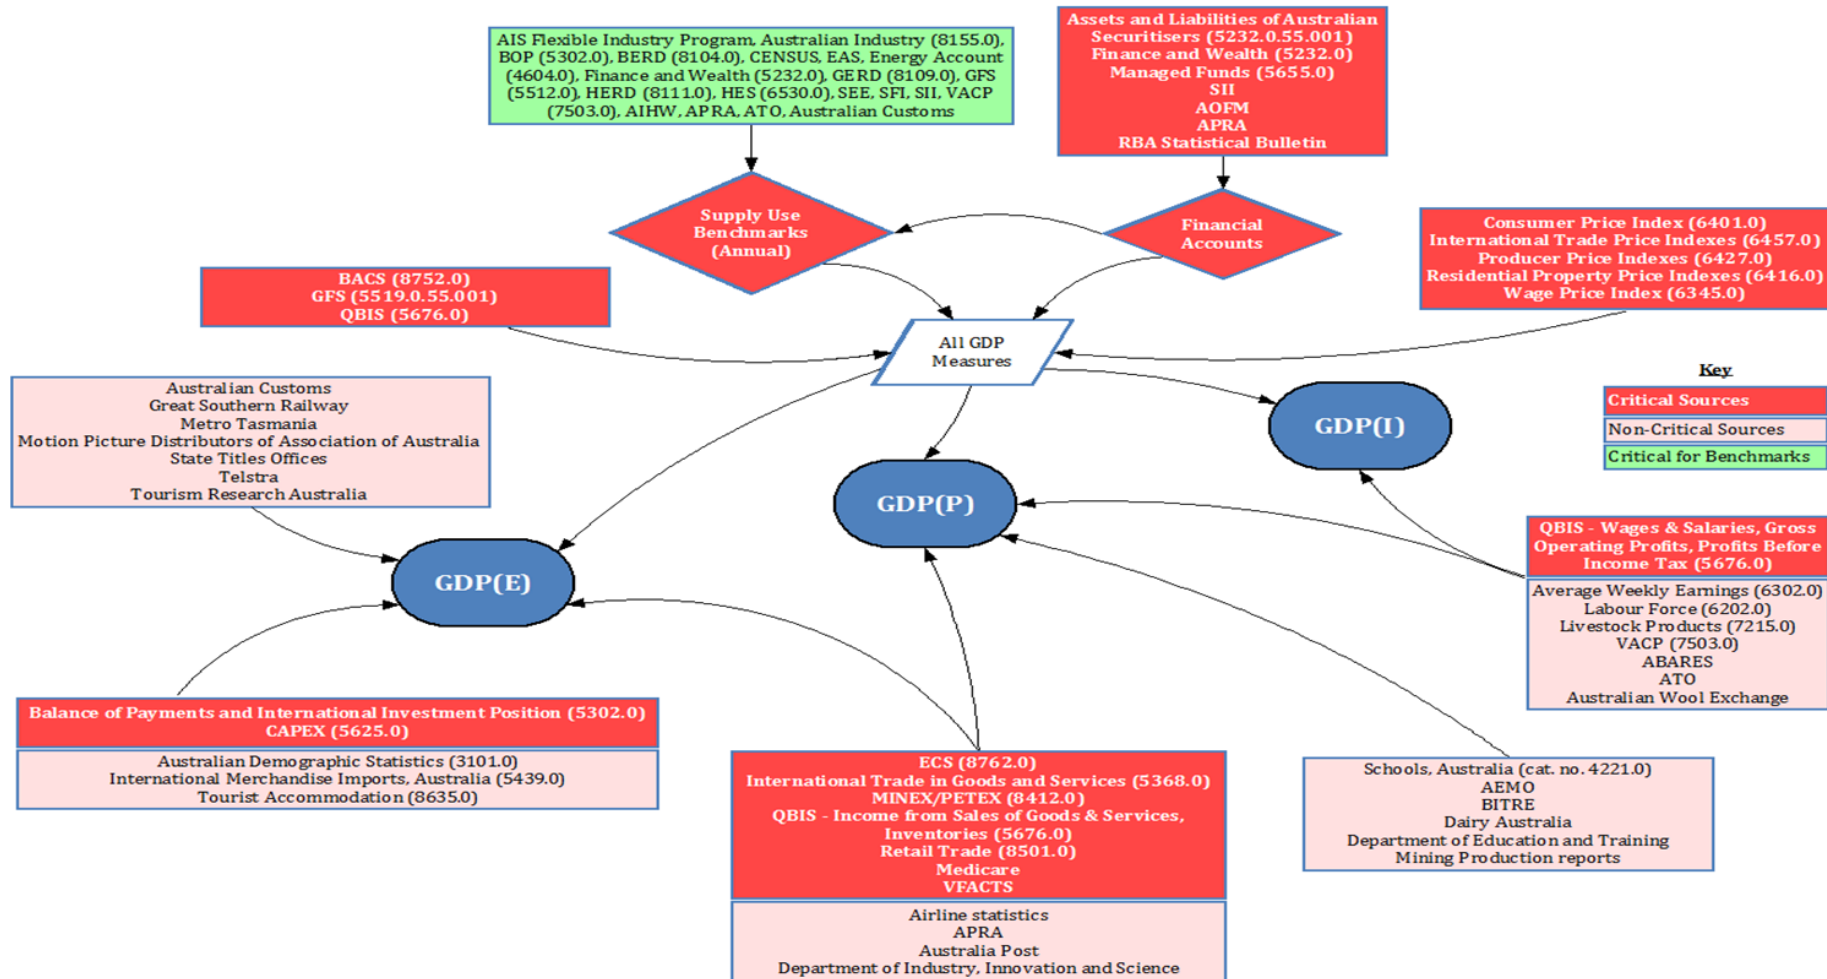 AIS Flexible Industry Program, Australian Industry (8155.0),
BOP (5302.0), BERD (8104.0), CENSUS, EAS, Energy Account
(4604.0), Finance and Wealth (5232.0), GERD (8109.0), GFS
(5512.0), HERD (8111.0), HES (6530.0), SEE, SFI, SII, VACP
(7503.0), AIHW, APRA, ATO, Australian Customs
Assets and Liabilities of Australian
Securitisers (5232.0.55.001)
Finance and Wealth (5232.0)
Managed Funds (5655.0)
SII
AOFM
APRA
RBA Statistical Bulletin
Supply Use
Benchmarks
(Annual)
Financial
Accounts
Consumer Price Index (6401.0)
International Trade Price Indexes (6457.0)
Producer Price Indexes (6427.0)
Residential Property Price Indexes (6416.0)
Wage Price Index (6345.0)
BACS (8752.0)
GFS (5519.0.55.001)
QBIS (5676.0)
All GDP
Measures
Australian Customs
Great Southern Railway
Metro Tasmania
Motion Picture Distributors of Association of Australia
State Titles Offices
Telstra
Tourism Research Australia
Key
Critical Sources
Non-Critical Sources
Critical for Benchmarks
GDP(I)
GDP(P)
GDP(E)
QBIS - Wages & Salaries, Gross
Operating Profits, Profits Before
Income Tax (5676.0)
Average Weekly Earnings (6302.0)
Labour Force (6202.0)
Livestock Products (7215.0)
VACP (7503.0)
ABARES
ATO
Australian Wool Exchange
Balance of Payments and International Investment Position (5302.0)
CAPEX (5625.0)
Australian Demographic Statistics (3101.0)
International Merchandise Imports, Australia (5439.0)
Tourist Accommodation (8635.0)
ECS (8762.0)
International Trade in Goods and Services (5368.0)
MINEX/PETEX (8412.0)
QBIS - Income from Sales of Goods & Services,
Inventories (5676.0)
Retail Trade (8501.0)
Medicare
VFACTS
Airline statistics
APRA
Australia Post
Department of Industry, Innovation and Science
Schools, Australia (cat. no. 4221.0)
AEMO
BITRE
Dairy Australia
Department of Education and Training
Mining Production reports